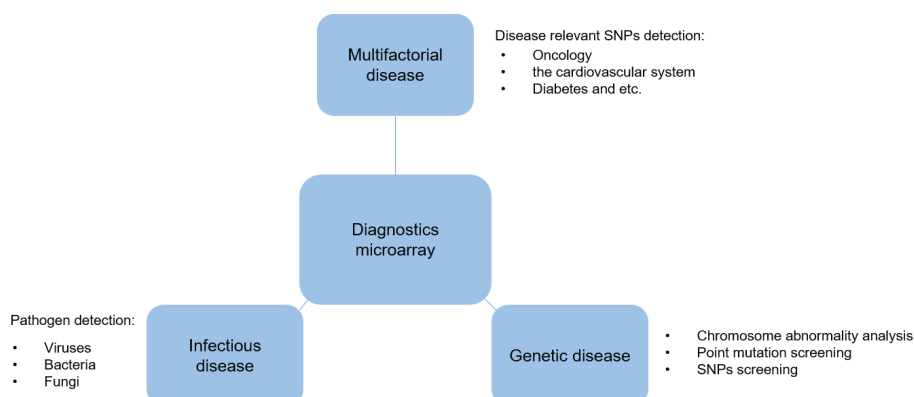 Multifactorial
disease
Disease relevant SNPs detection:
• Oncology
• the cardiovascular system
• Diabetes and etc.
Diagnostics
microarray
Pathogen detection:
• Viruses
• Bacteria
• Fungi
Infectious
disease
Genetic disease
• Chromosome abnormality analysis
• Point mutation screening
• SNPs screening